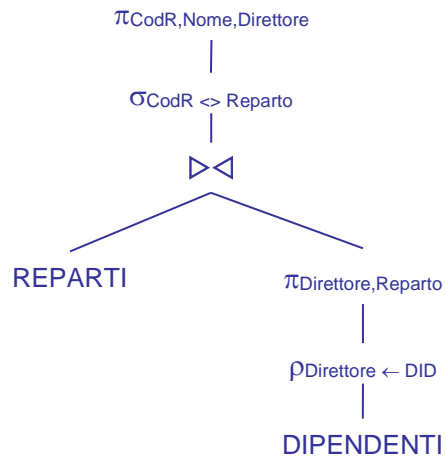 πCodR,Nome,Direttore
σCodR <> Reparto
▷◁
REPARTI
πDirettore,Reparto
ρDirettore ← DID
DIPENDENTI